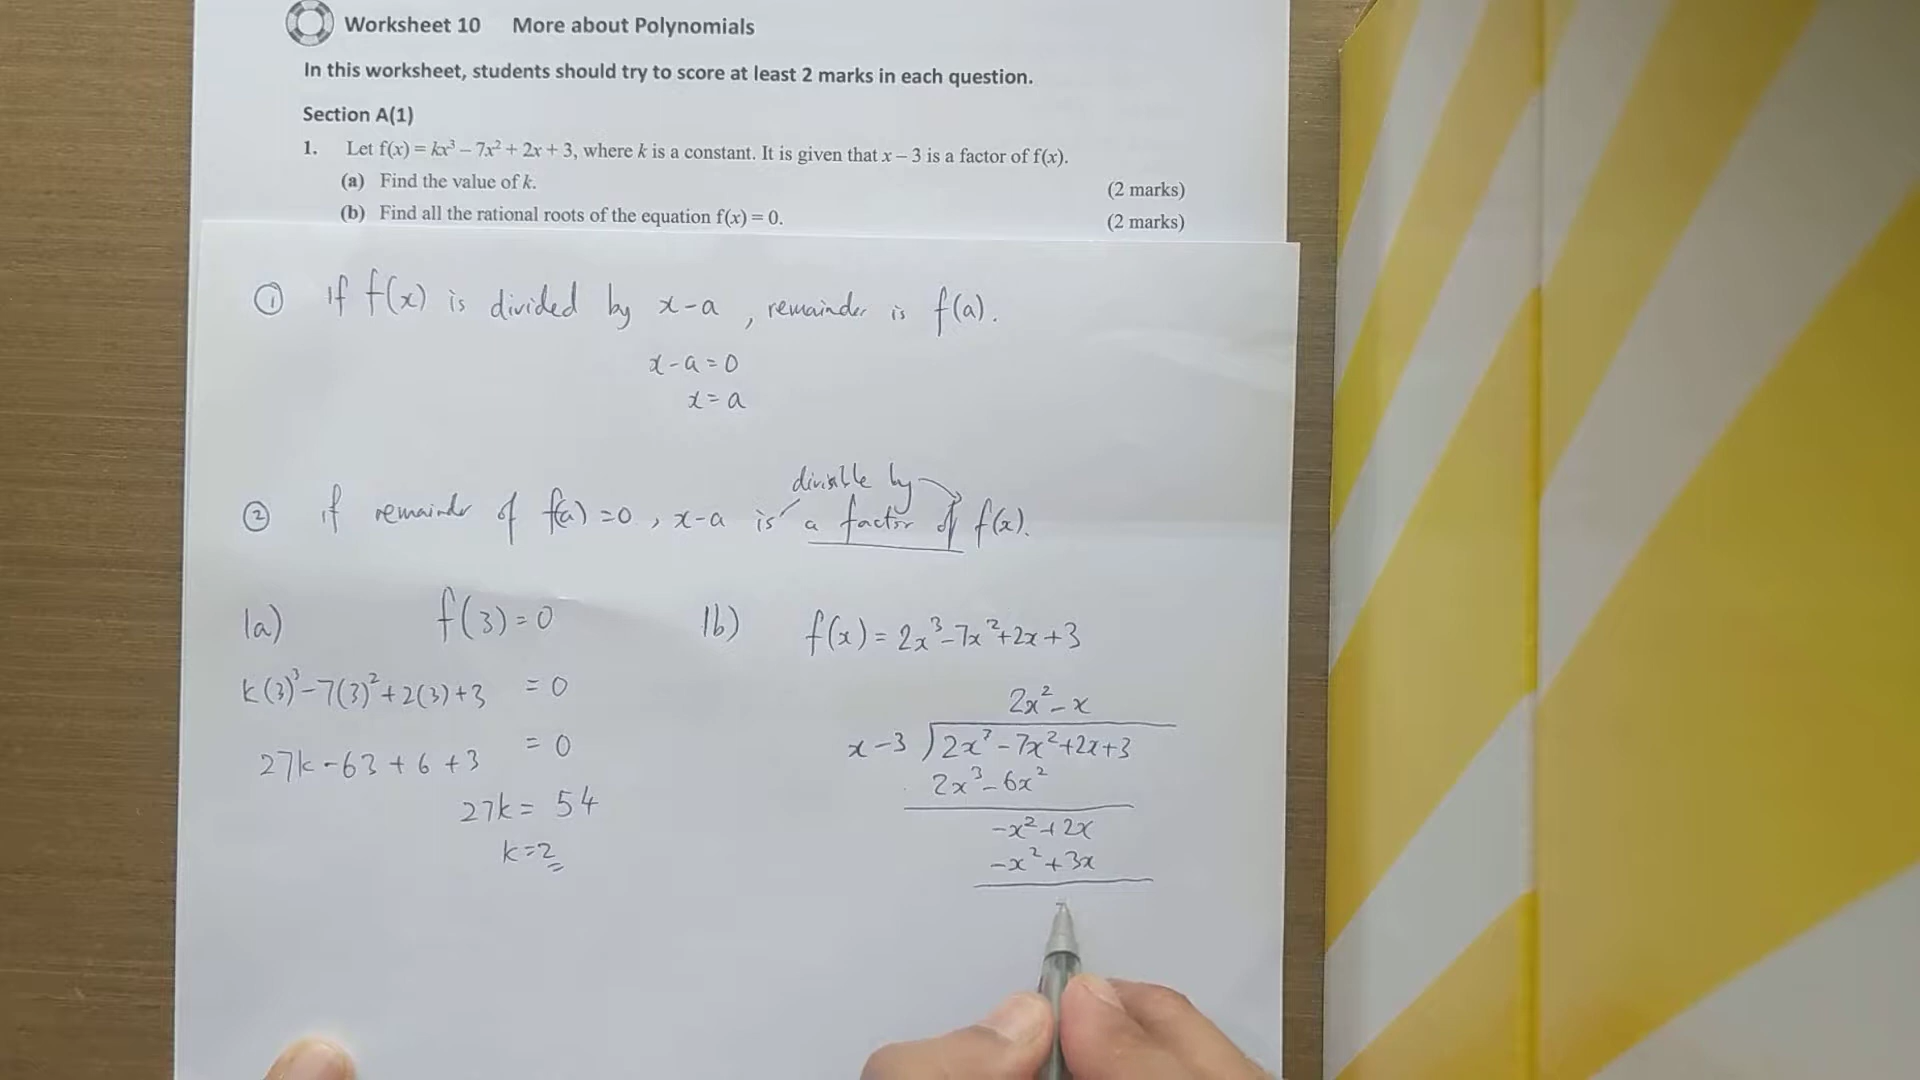 Worksheet 10 More about Polynomials
In this worksheet, students should try to score at least 2 marks in each question.
Section A(1)
1. Let f(x) = kx³ – 7x² + 2x + 3, where k is a constant. It is given that x – 3 is a factor of f(x).
(a) Find the value of k. (2 marks)
(b) Find all the rational roots of the equation f(x) = 0. (2 marks)
① If f(x) is divided by x-a, remainder is f(a).
x-a=0
x=a
divisible by
② if remainder of f(a)=0, x-a is a factor of f(x).
1a) f(3)=0
k(3)³-7(3)²+2(3)+3 =0
27k-63+6+3 =0
27k= 54
k=2
1b) f(x)=2x³-7x²+2x+3
2x²-x
x-3 )2x³-7x²+2x+3
2x³-6x²
-x²+2x
-x²+3x
-